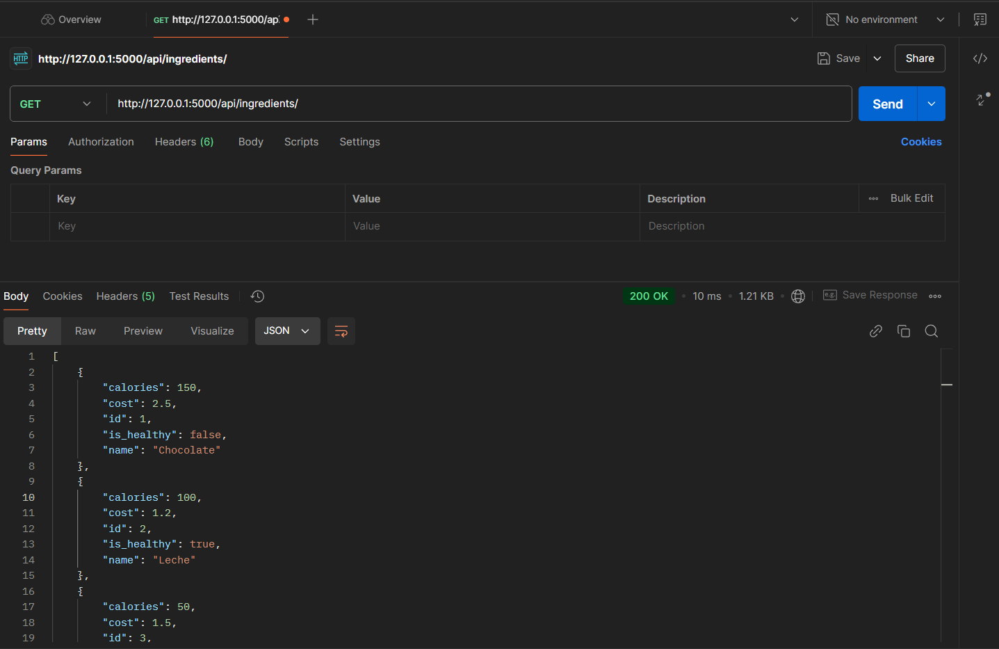 Overview
GET http://127.0.0.1:5000/ap
No environment
HTTP http://127.0.0.1:5000/api/ingredients/
Save
Share
GET http://127.0.0.1:5000/api/ingredients/
Send
Params Authorization Headers (6) Body Scripts Settings Cookies
Query Params
Key Value Description Bulk Edit
Key Value Description
Body Cookies Headers (5) Test Results 200 OK 10 ms 1.21 KB e.g. Save Response
Pretty Raw Preview Visualize JSON
1 [
2 {
3 "calories": 150,
4 "cost": 2.5,
5 "id": 1,
6 "is_healthy": false,
7 "name": "Chocolate"
8 },
9 {
10 "calories": 100,
11 "cost": 1.2,
12 "id": 2,
13 "is_healthy": true,
14 "name": "Leche"
15 },
16 {
17 "calories": 50,
18 "cost": 1.5,
19 "id": 3,